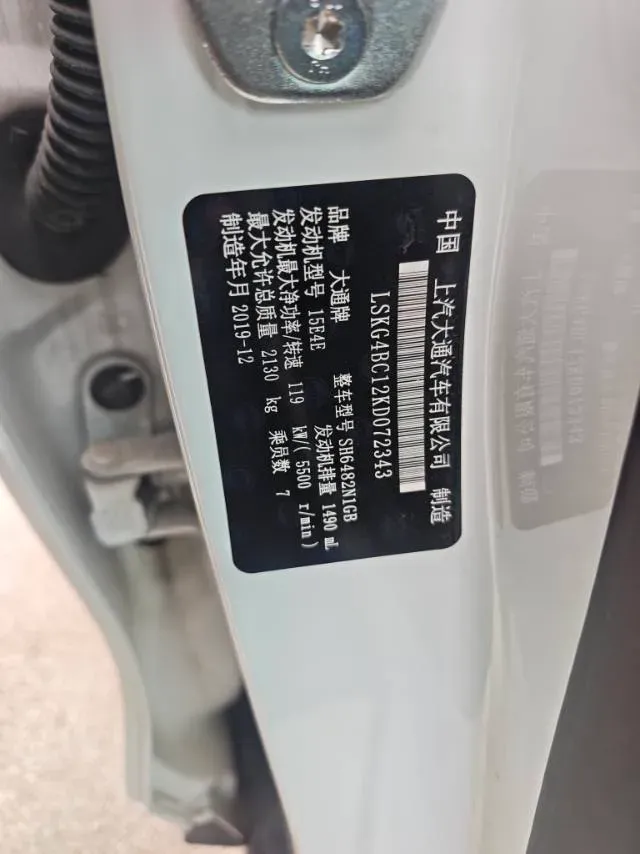 中国 上汽大通汽车有限公司 制造
LSKG4BC12KD072343
品牌 大通牌 整车型号 SH6482N1GB
发动机型号 15E4E 发动机排量 1490 mL
发动机最大净功率/转速 119 kW/( 5500 r/min )
最大允许总质量 2130 kg 乘员数 7
制造年月 2019-12